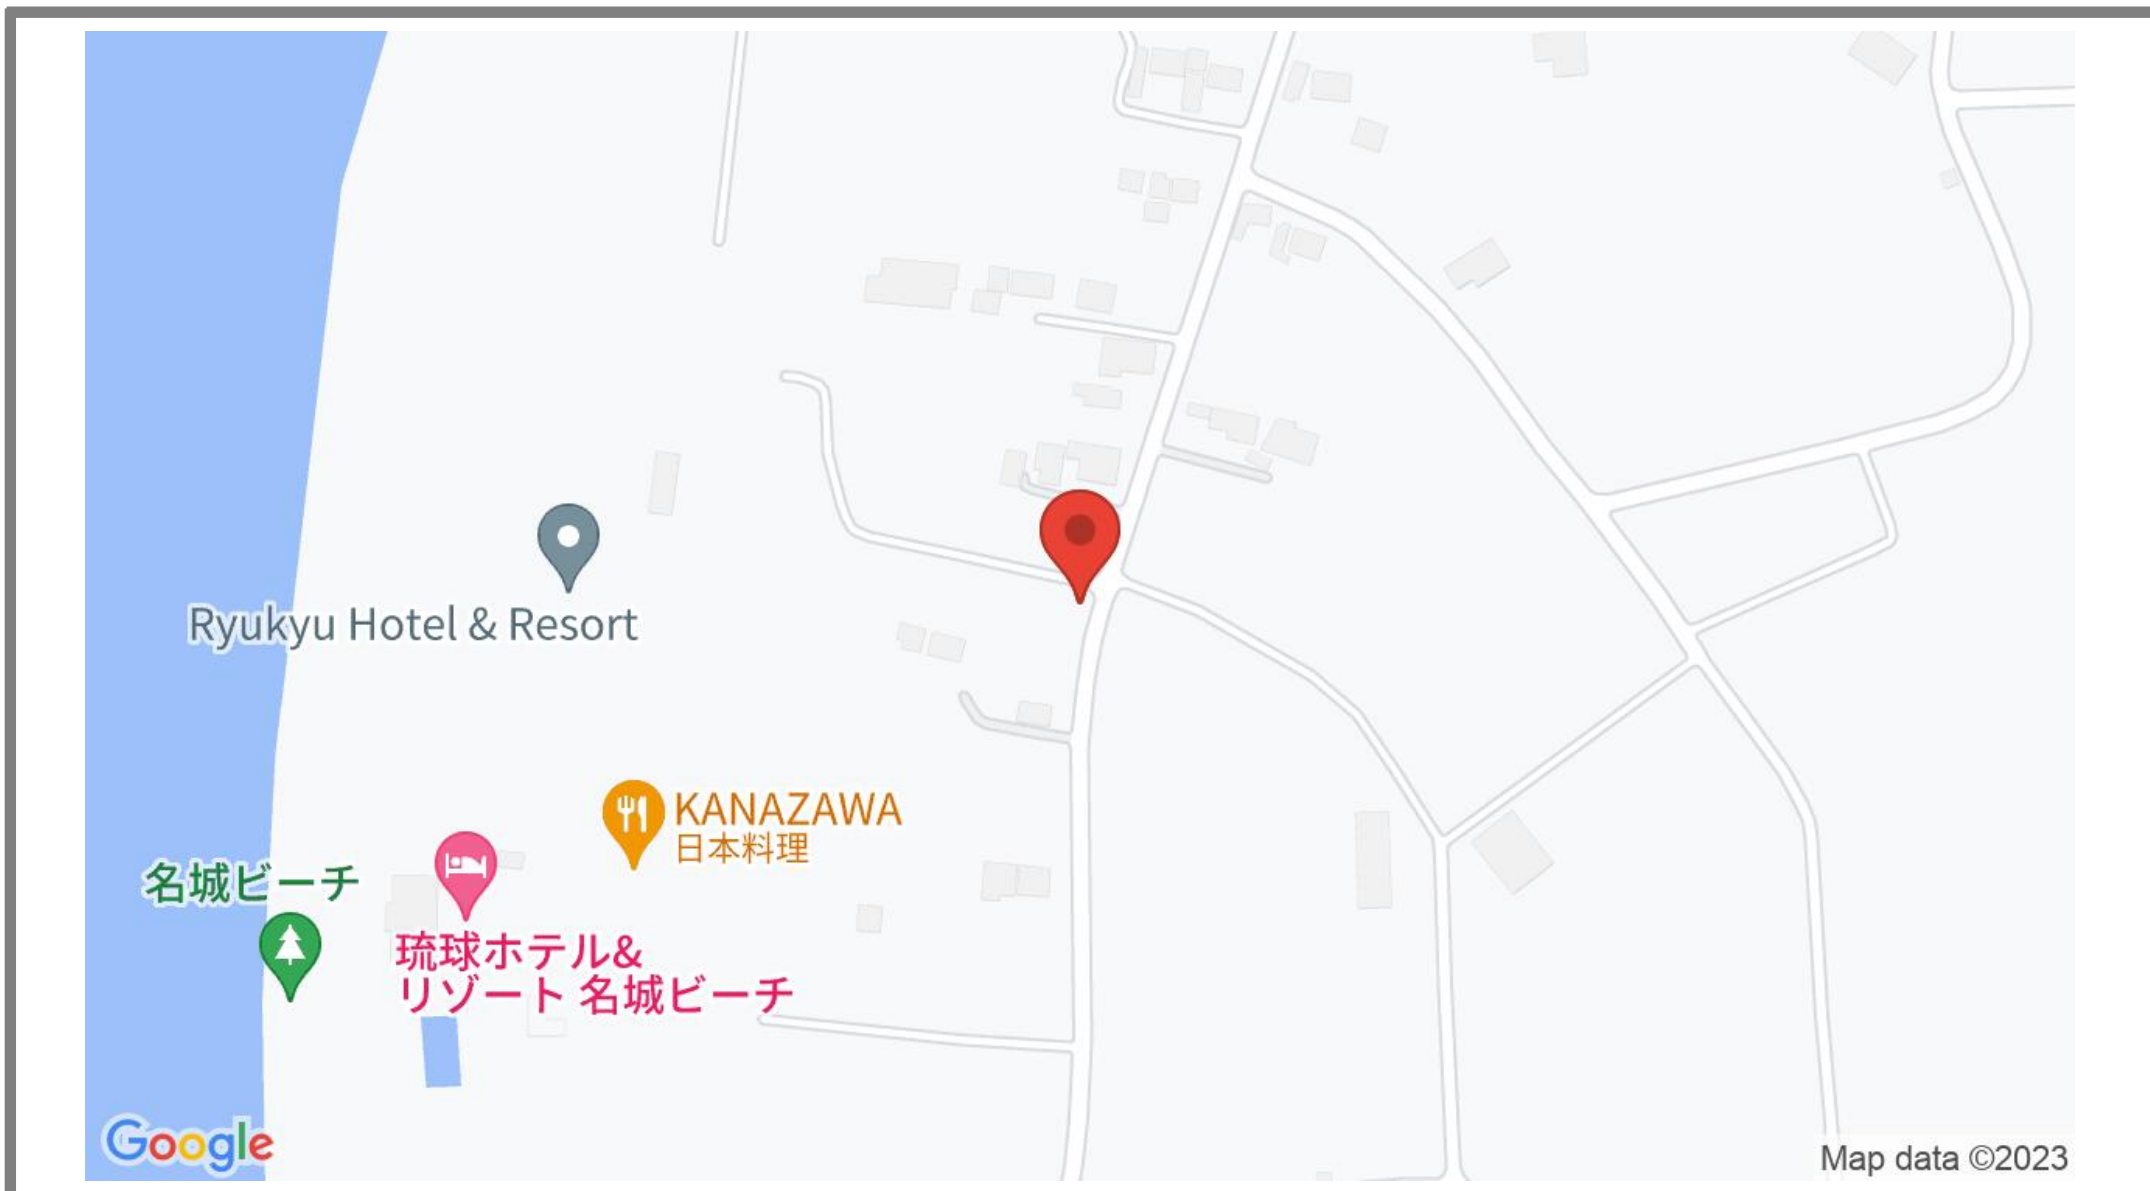 Ryukyu Hotel & Resort
KANAZAWA
日本料理
名城ビーチ
琉球ホテル&
リゾート 名城ビーチ
Google
Map data ©2023